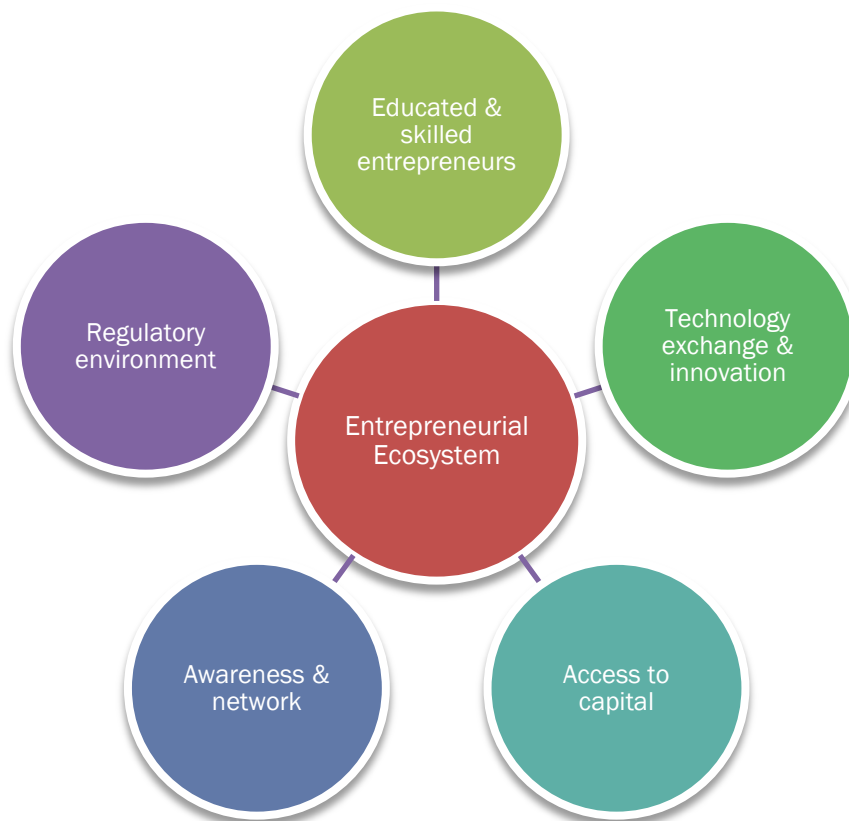 Educated &
skilled
entrepreneurs
Technology
exchange &
innovation
Access to
capital
Awareness &
network
Regulatory
environment
Entrepreneurial
Ecosystem